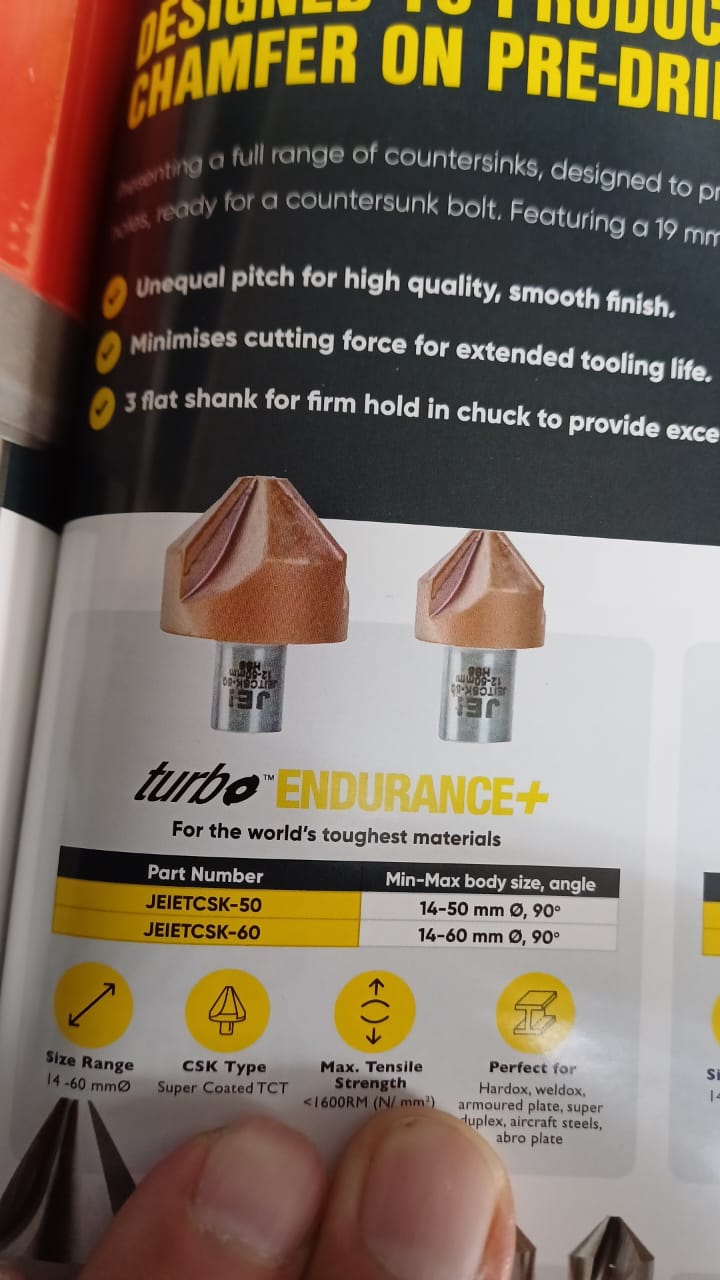 DESIGNED TO PRODUC
CHAMFER ON PRE-DRI
Presenting a full range of countersinks, designed to pr
holes, ready for a countersunk bolt. Featuring a 19 mm
Unequal pitch for high quality, smooth finish.
Minimises cutting force for extended tooling life.
3 flat shank for firm hold in chuck to provide exce
JEI
JEITCSK-50
12-50mm
HSS
JEI
JEITCSK-50
12-50mm
HSS
turbo™ ENDURANCE+
For the world's toughest materials
Part Number Min-Max body size, angle
JEIETCSK-50 14-50 mm Ø, 90°
JEIETCSK-60 14-60 mm Ø, 90°
Size Range
14 -60 mmØ
CSK Type
Super Coated TCT
Max. Tensile
Strength
<1600RM (N/ mm²)
Perfect for
Hardox, weldox,
armoured plate, super
duplex, aircraft steels,
abro plate
Si
14